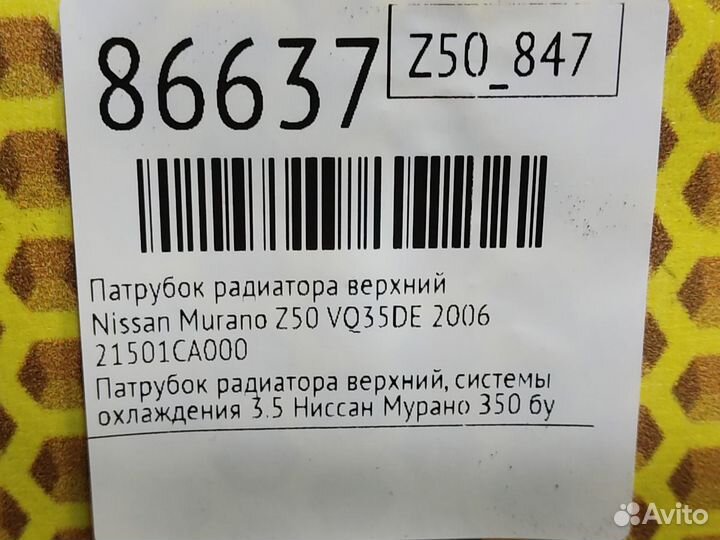 86637
Z50_847
Патрубок радиатора верхний
Nissan Murano Z50 VQ35DE 2006
21501CA000
Патрубок радиатора верхний, системы
охлаждения 3.5 Ниссан Мурано З50 бу
Avito